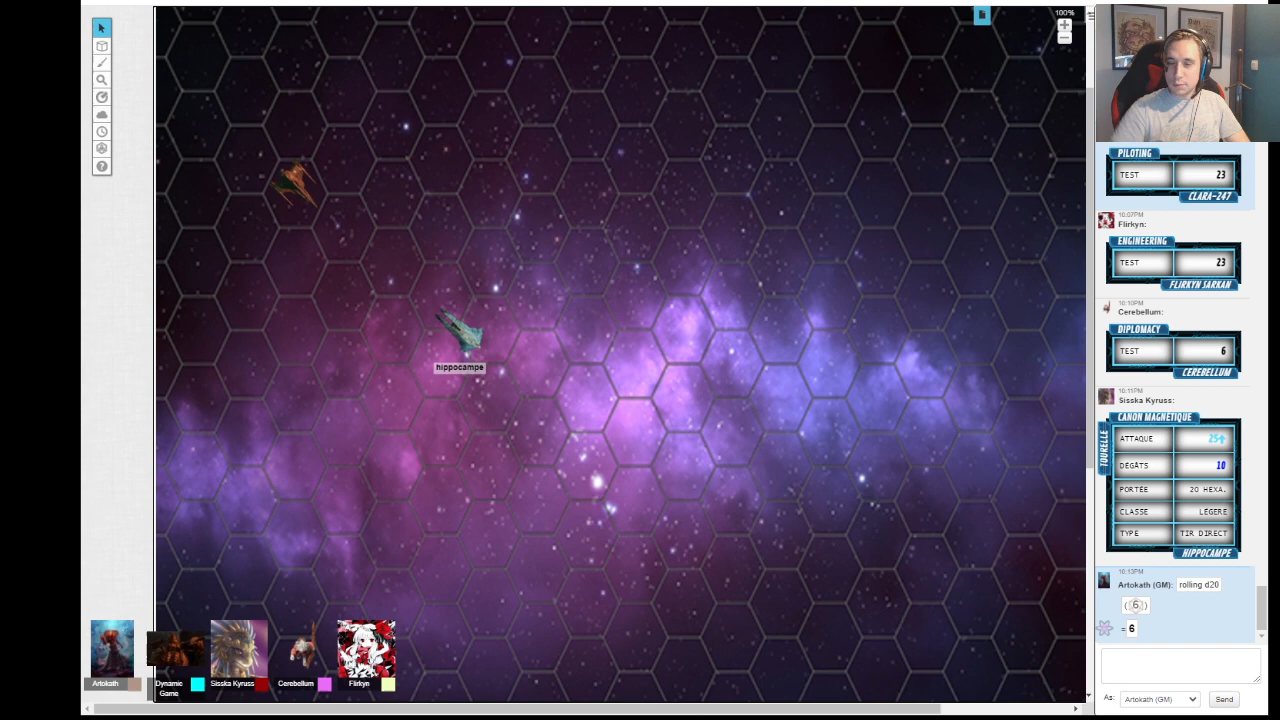 100%
hippocampe
PILOTING
TEST 23
CLARA-247
10:07PM
Flirkyn:
ENGINEERING
TEST 23
FLIRKYN SARKAN
10:10PM
Cerebellum:
DIPLOMACY
TEST 6
CEREBELLUM
10:11PM
Sisska Kyruss:
CANON MAGNETIQUE
TOURELLE
ATTAQUE 25
DÉGÂTS 10
PORTÉE 20 HEXA.
CLASSE LÉGERE
TYPE TIR DIRECT
HIPPOCAMPE
10:13PM
Artokath (GM): rolling d20
(6)
= 6
Artokath
Dynamic
Game
Sisska Kyruss
Cerebellum
Flirkyn
As: Artokath (GM) Send